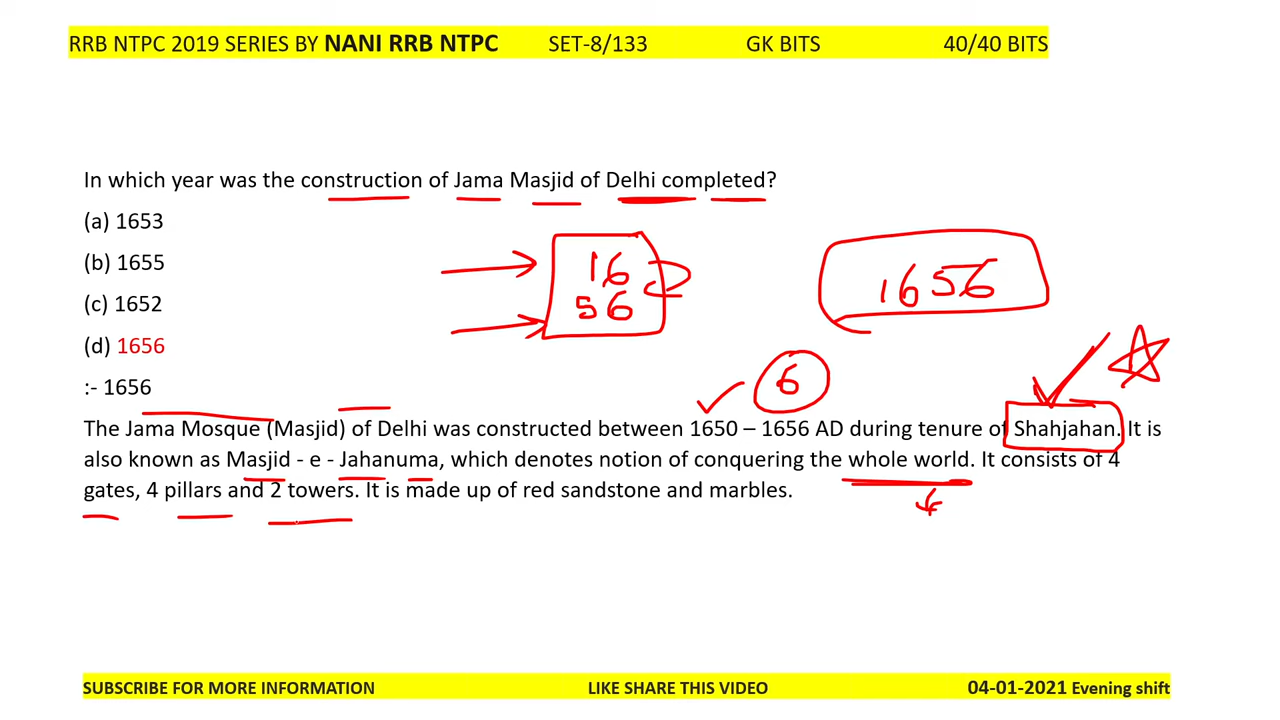 RRB NTPC 2019 SERIES BY NANI RRB NTPC SET-8/133 GK BITS 40/40 BITS
In which year was the construction of Jama Masjid of Delhi completed?
(a) 1653
(b) 1655
(c) 1652
(d) 1656
:- 1656
16
56
1656
6
The Jama Mosque (Masjid) of Delhi was constructed between 1650 – 1656 AD during tenure of Shahjahan. It is
also known as Masjid - e - Jahanuma, which denotes notion of conquering the whole world. It consists of 4
gates, 4 pillars and 2 towers. It is made up of red sandstone and marbles.
SUBSCRIBE FOR MORE INFORMATION LIKE SHARE THIS VIDEO 04-01-2021 Evening shift